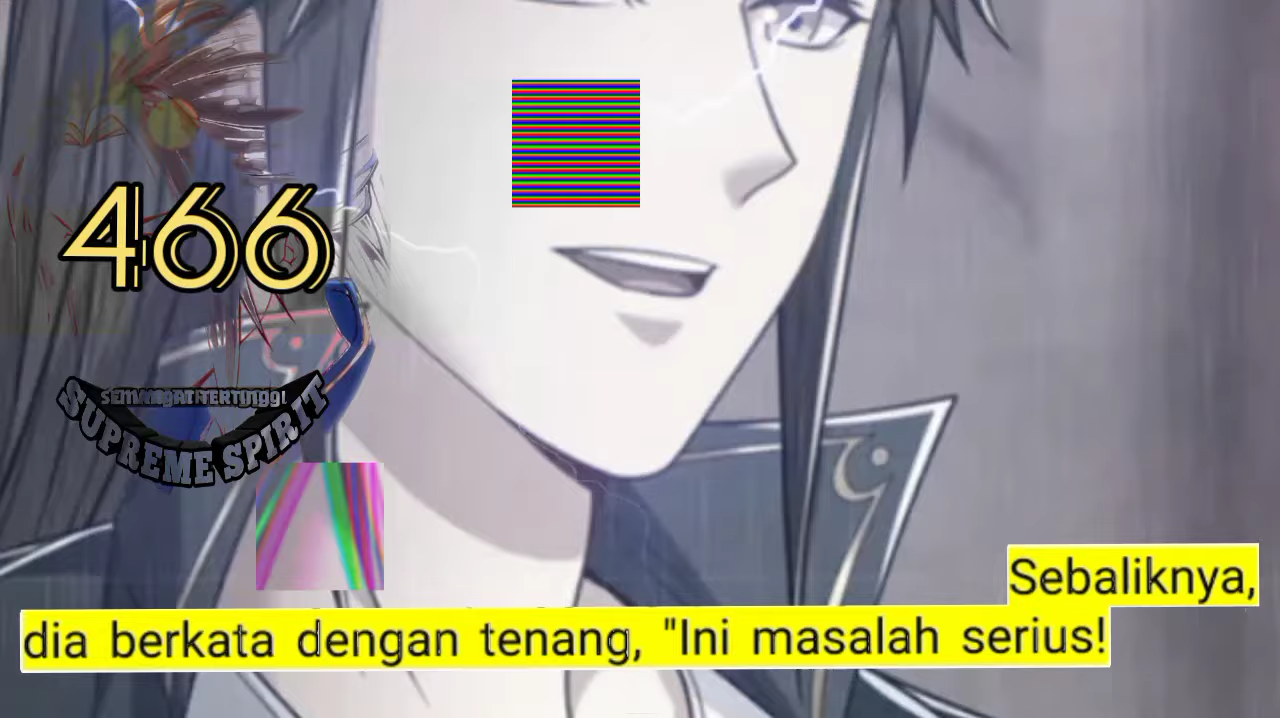 466
SEMANGAT TERTINGGI
SUPREME SPIRIT
Sebaliknya,
dia berkata dengan tenang, "Ini masalah serius!